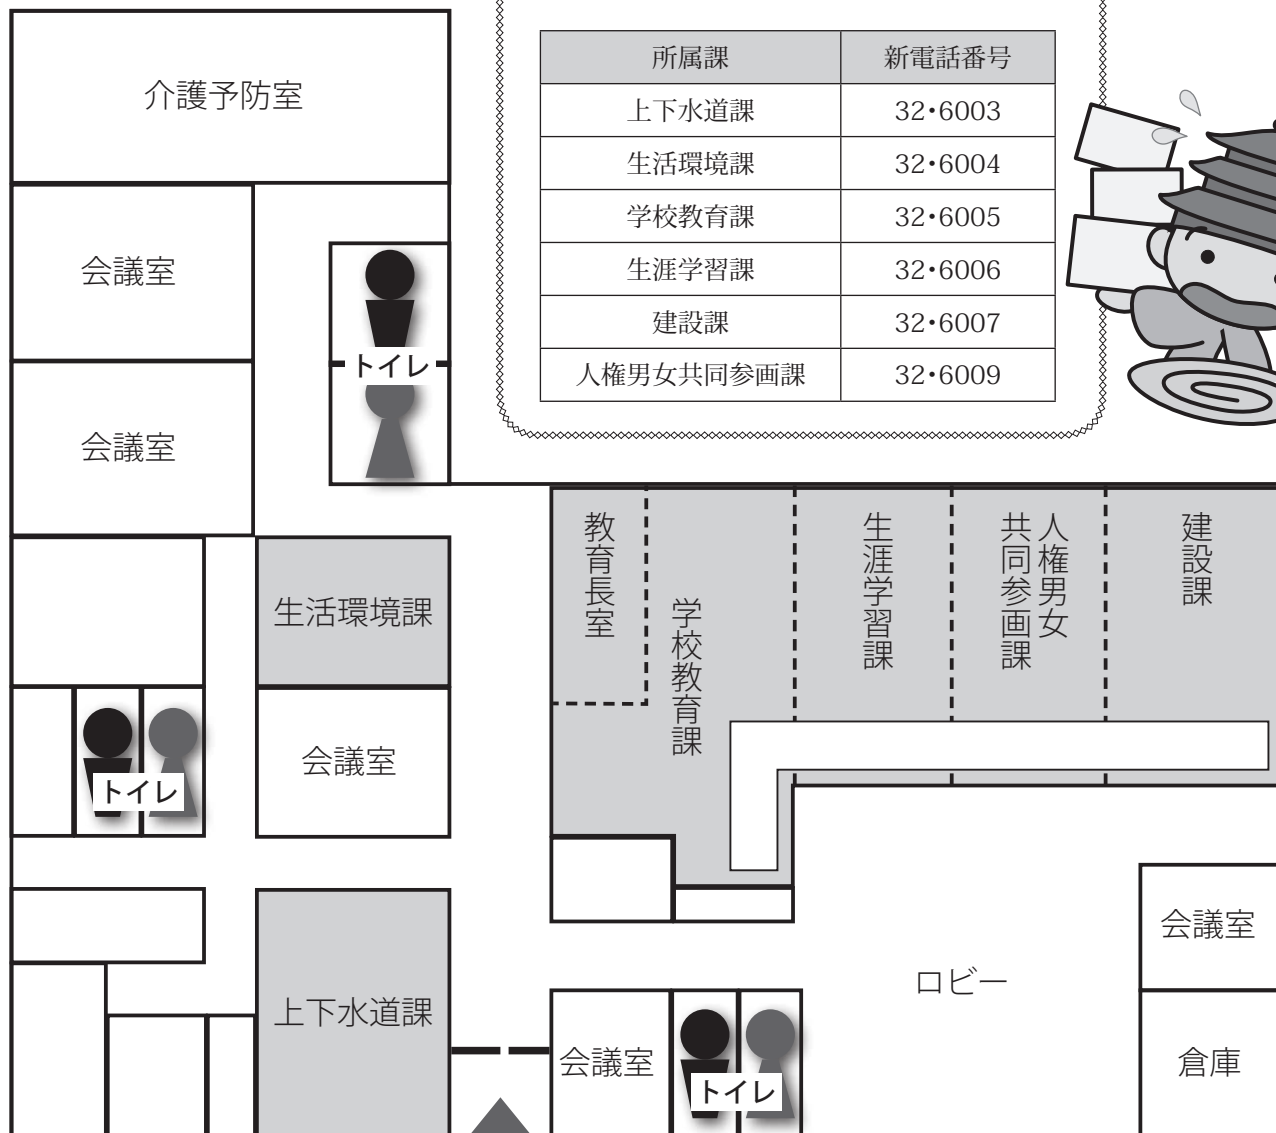 所属課 新電話番号
上下水道課 32・6003
生活環境課 32・6004
学校教育課 32・6005
生涯学習課 32・6006
建設課 32・6007
人権男女共同参画課 32・6009
介護予防室
会議室
トイレ
会議室
生活環境課
会議室
トイレ
上下水道課
教育長室
学校教育課
生涯学習課
人権男女
共同参画課
建設課
ロビー
会議室
倉庫
会議室
トイレ